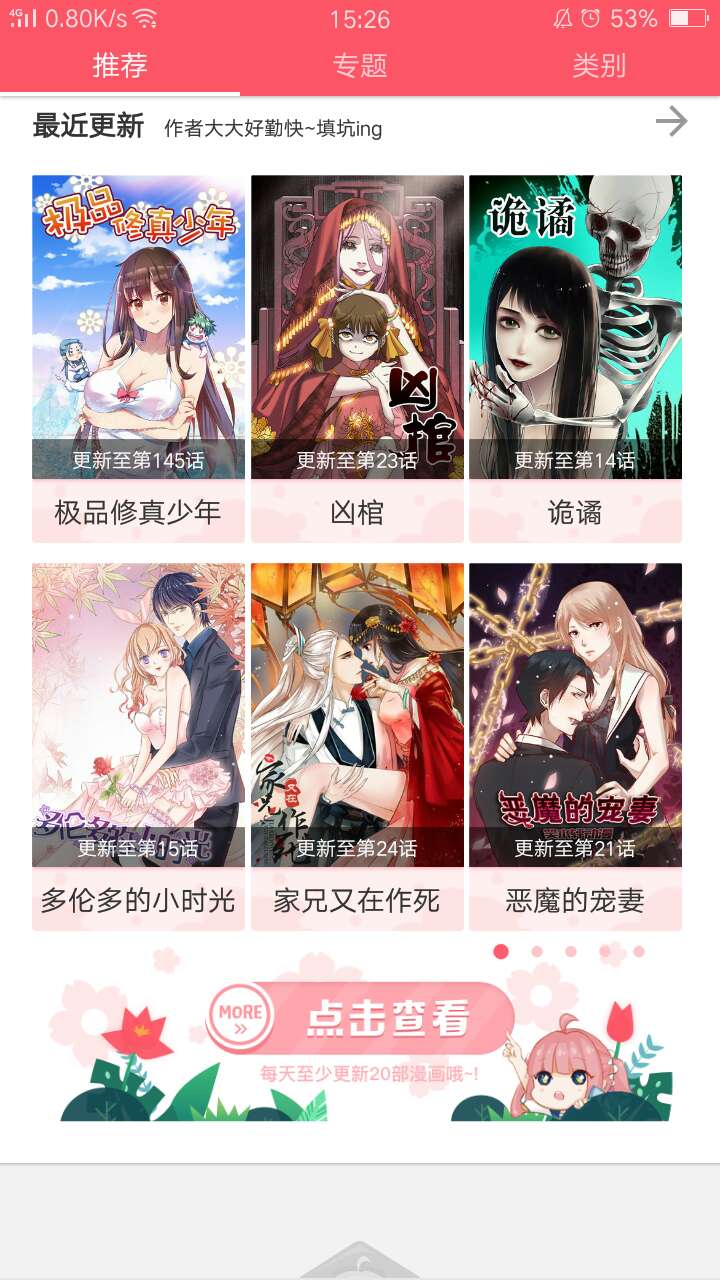 4G 0.80K/s 15:26 53%
推荐 专题 类别
最近更新 作者大大好勤快~填坑ing
极品修真少年
诡谲
凶棺
更新至第145话 更新至第23话 更新至第14话
极品修真少年 凶棺 诡谲
多伦多的小时光
家兄又在作死
恶魔的宠妻
更新至第15话 更新至第24话 更新至第21话
多伦多的小时光 家兄又在作死 恶魔的宠妻
MORE 点击查看
每天至少更新20部漫画哦~!